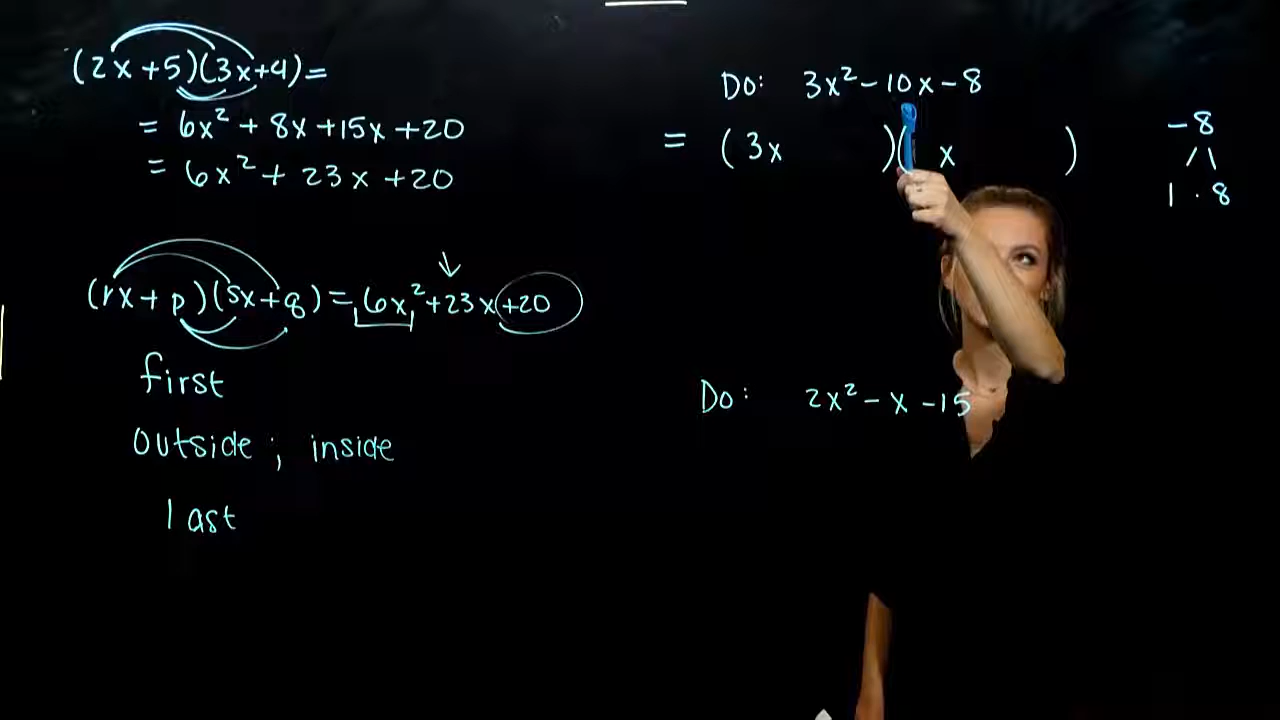 (2x+5)(3x+4)=
= 6x² + 8x + 15x + 20
= 6x² + 23x + 20
(rx + p)(sx+q) = 6x² + 23x + 20
first
outside ; inside
last
Do: 3x² - 10x - 8
= (3x )( x )
-8
1 · 8
Do: 2x² - x - 15